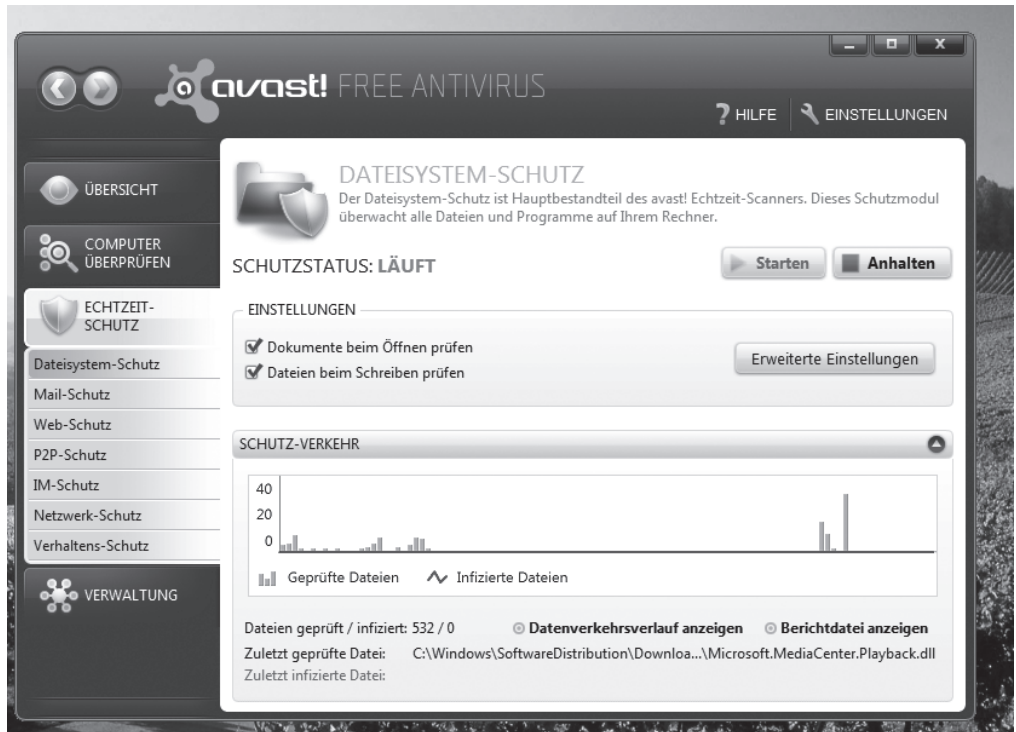 avast! FREE ANTIVIRUS
? HILFE EINSTELLUNGEN
ÜBERSICHT
COMPUTER
ÜBERPRÜFEN
ECHTZEIT-
SCHUTZ
Dateisystem-Schutz
Mail-Schutz
Web-Schutz
P2P-Schutz
IM-Schutz
Netzwerk-Schutz
Verhaltens-Schutz
VERWALTUNG
DATEISYSTEM-SCHUTZ
Der Dateisystem-Schutz ist Hauptbestandteil des avast! Echtzeit-Scanners. Dieses Schutzmodul
überwacht alle Dateien und Programme auf Ihrem Rechner.
SCHUTZSTATUS: LÄUFT
Starten Anhalten
EINSTELLUNGEN
Dokumente beim Öffnen prüfen
Dateien beim Schreiben prüfen
Erweiterte Einstellungen
SCHUTZ-VERKEHR
40
20
0
Geprüfte Dateien Infizierte Dateien
Dateien geprüft / infiziert: 532 / 0 Datenverkehrsverlauf anzeigen Berichtdatei anzeigen
Zuletzt geprüfte Datei: C:\Windows\SoftwareDistribution\Downloa...\Microsoft.MediaCenter.Playback.dll
Zuletzt infizierte Datei: